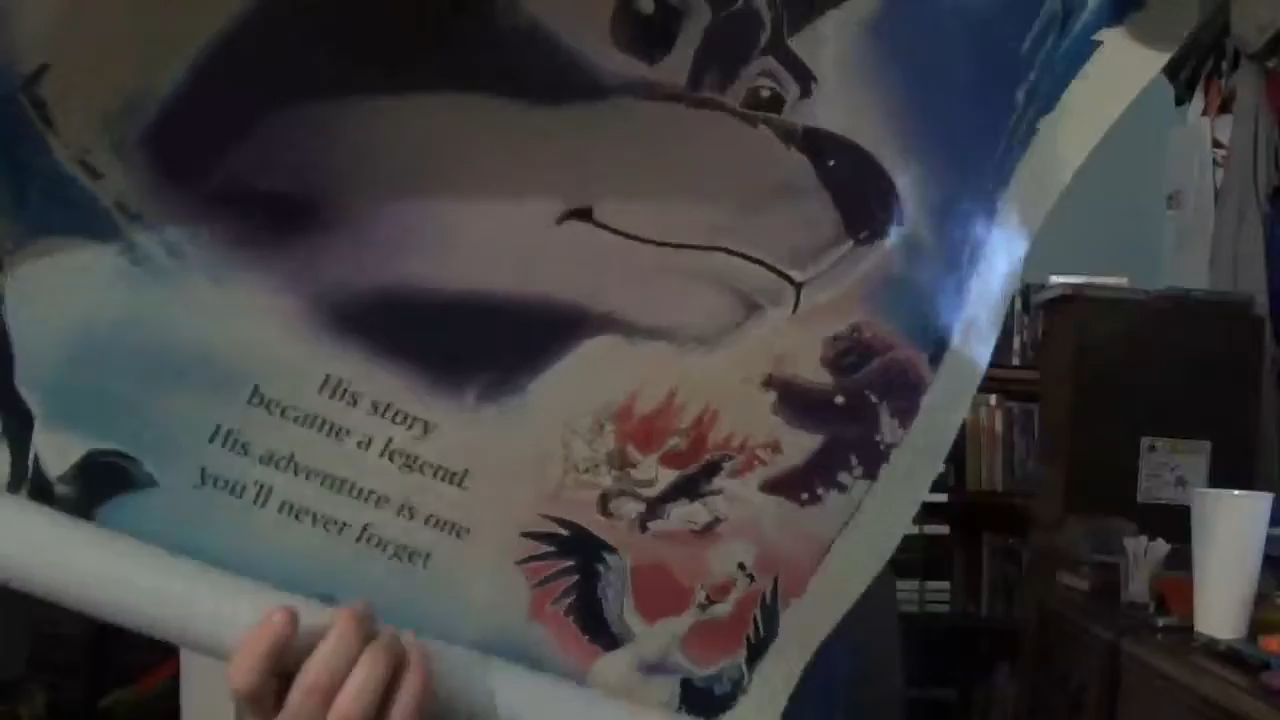 His story
became a legend.
His adventure is one
you'll never forget